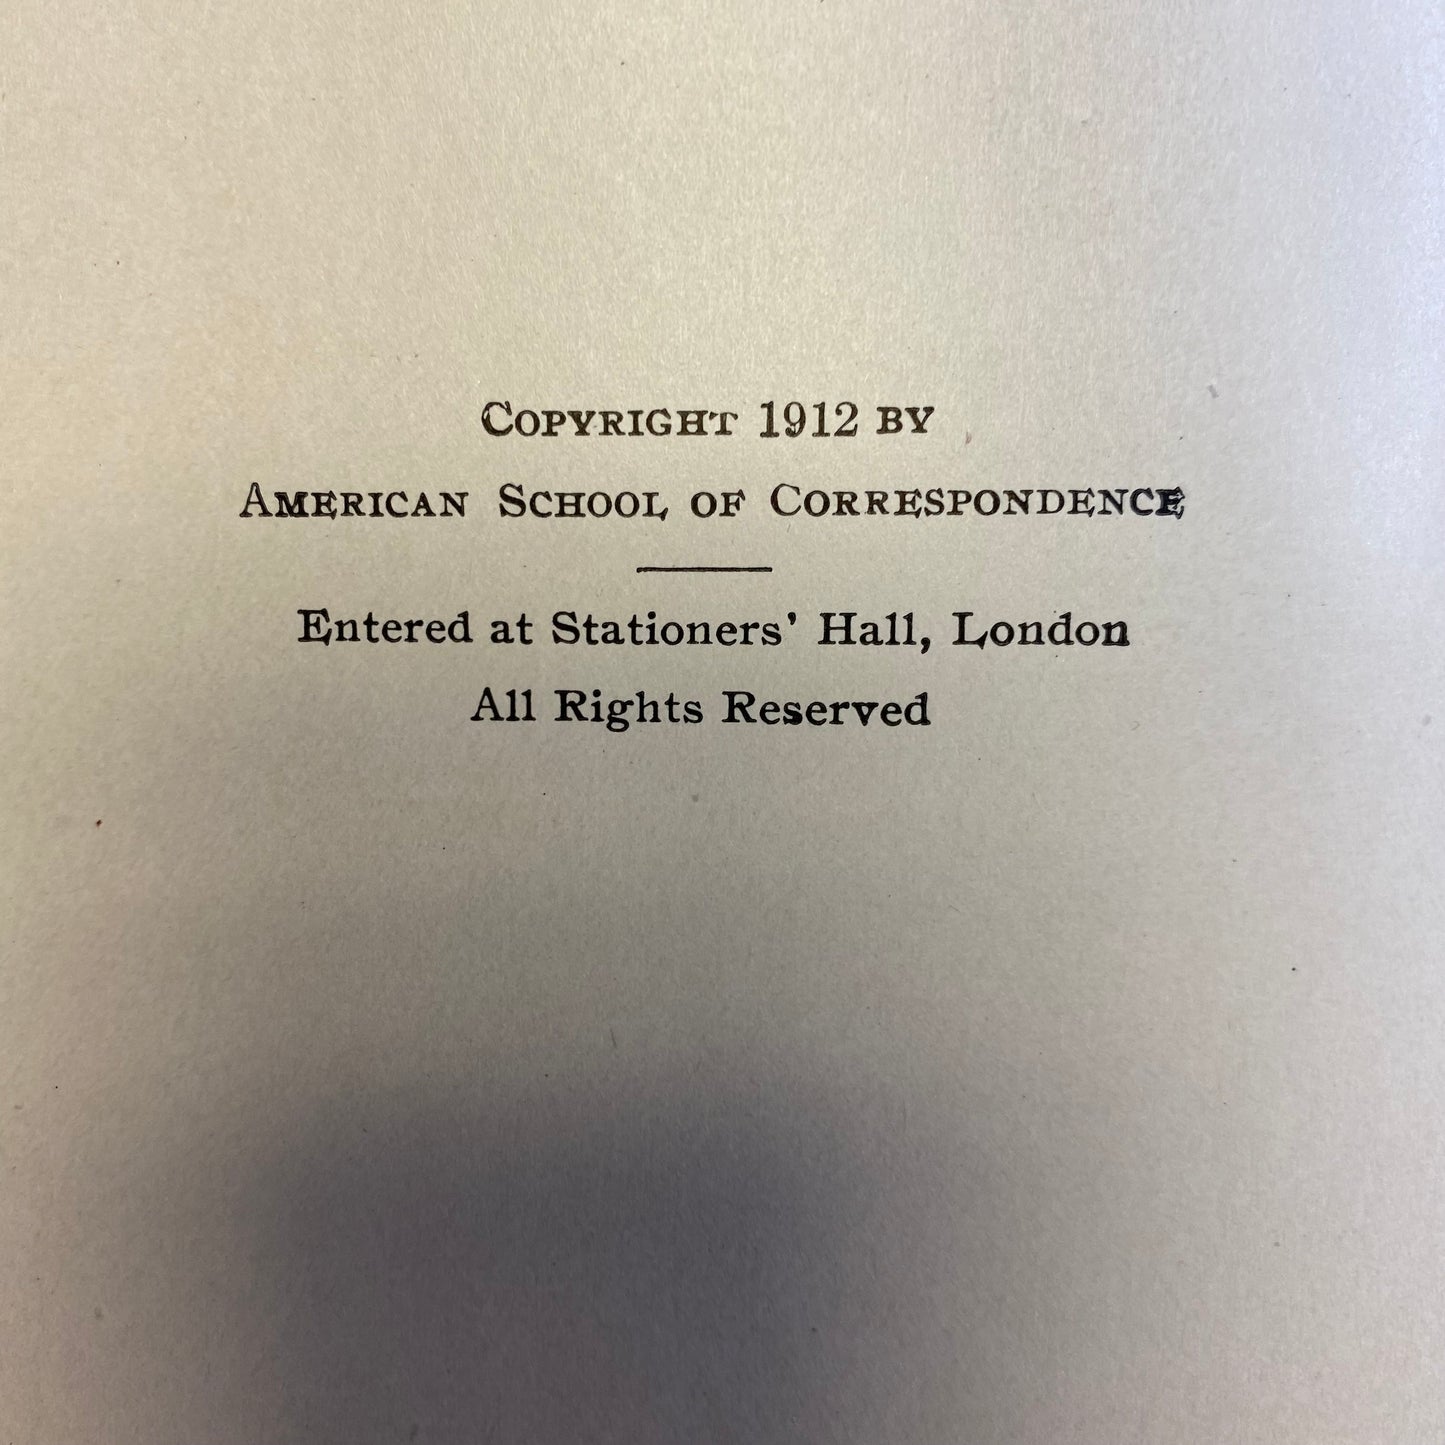 Copyright 1912 by
American School of Correspondence
Entered at Stationers' Hall, London
All Rights Reserved